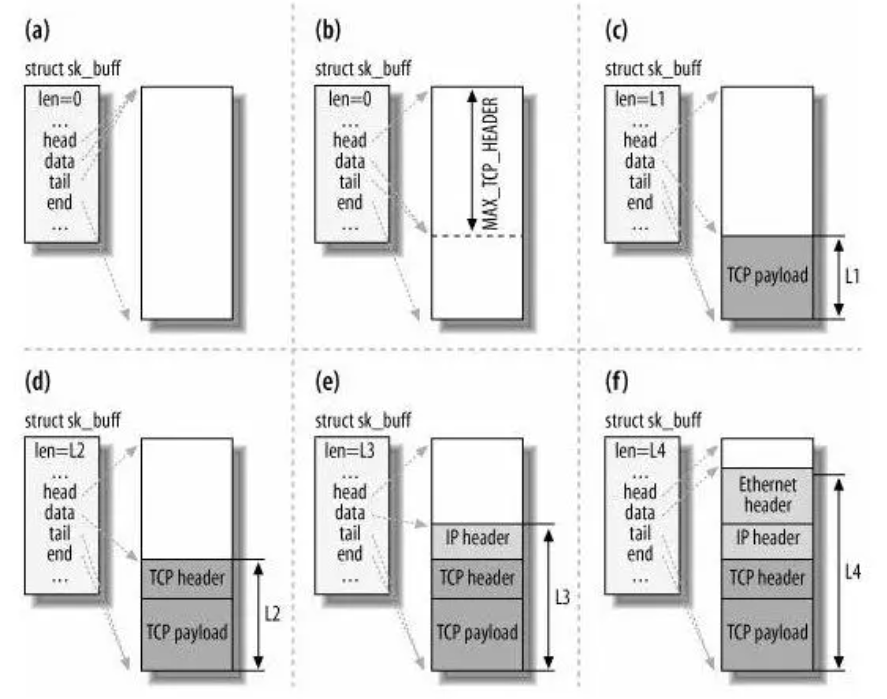 (a)
struct sk_buff
len=0
...
head
data
tail
end
...
(b)
struct sk_buff
len=0
...
head
data
tail
end
...
MAX_TCP_HEADER
(c)
struct sk_buff
len=L1
...
head
data
tail
end
...
TCP payload
L1
(d)
struct sk_buff
len=L2
...
head
data
tail
end
...
TCP header
TCP payload
L2
(e)
struct sk_buff
len=L3
...
head
data
tail
end
...
IP header
TCP header
TCP payload
L3
(f)
struct sk_buff
len=L4
...
head
data
tail
end
...
Ethernet
header
IP header
TCP header
TCP payload
L4